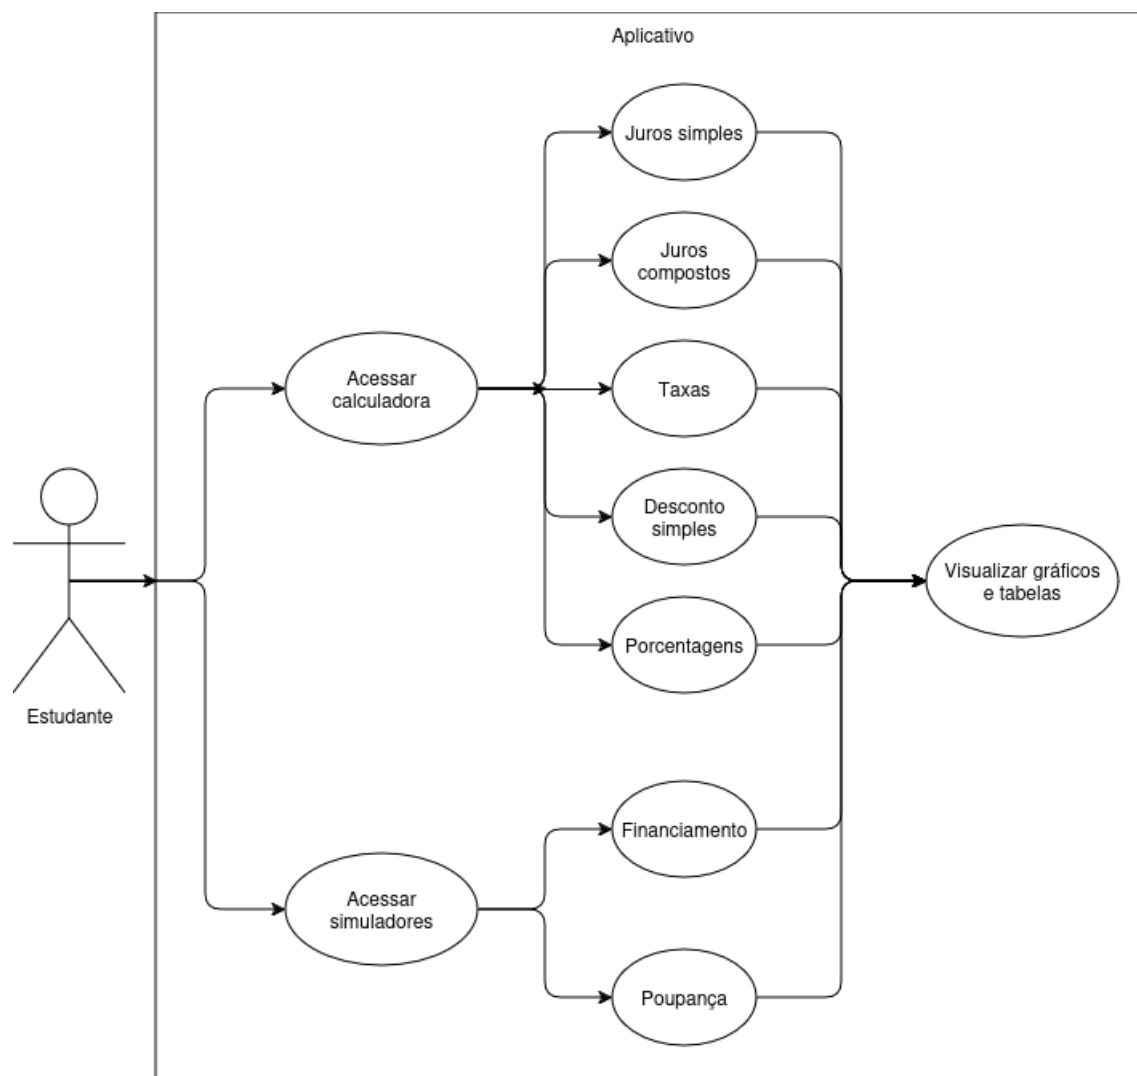 Aplicativo
Juros simples
Juros
compostos
Acessar
calculadora
Taxas
Desconto
simples
Visualizar gráficos
e tabelas
Porcentagens
Estudante
Financiamento
Acessar
simuladores
Poupança